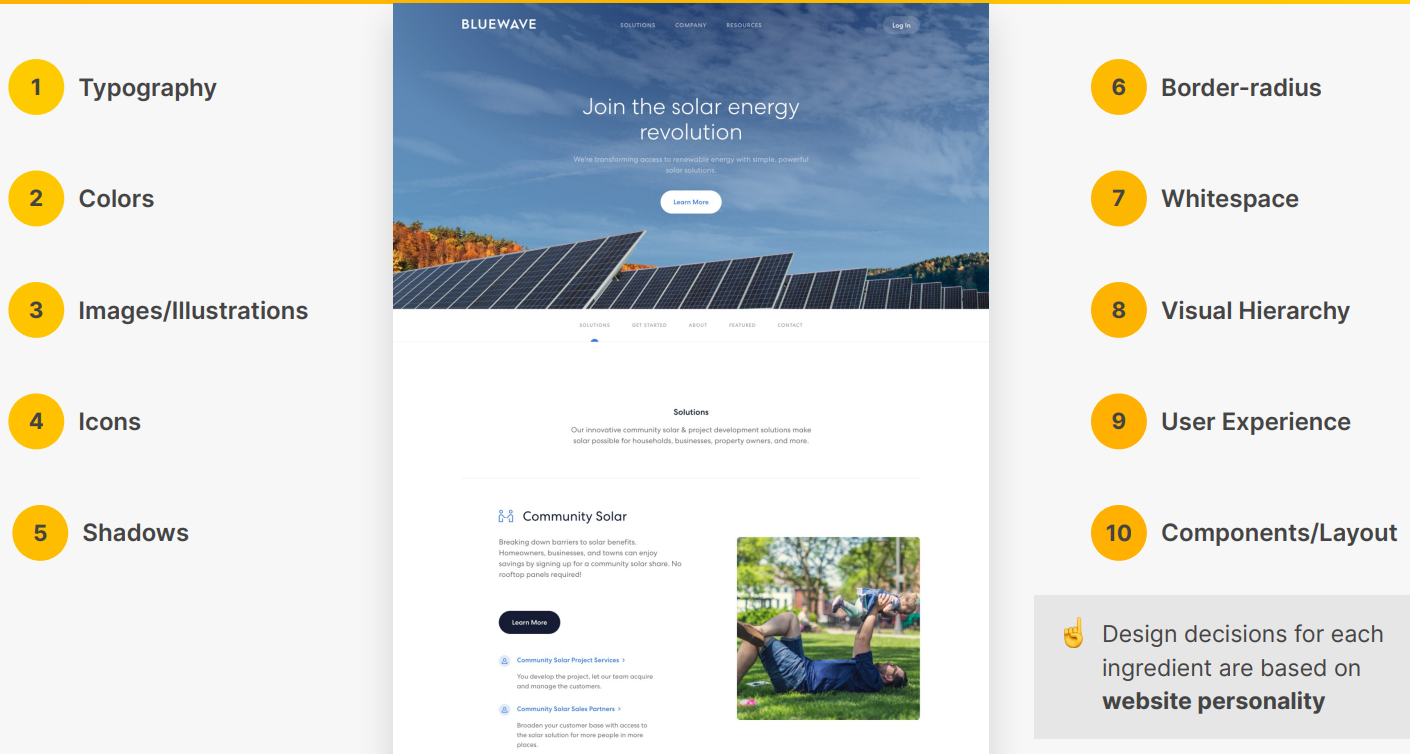 1 Typography
2 Colors
3 Images/Illustrations
4 Icons
5 Shadows
BLUEWAVE
SOLUTIONS COMPANY RESOURCES
Log In
Join the solar energy
revolution
We're transforming access to renewable energy with simple, powerful
solar solutions.
Learn More
SOLUTIONS GET STARTED ABOUT FEATURED CONTACT
Solutions
Our innovative community solar & project development solutions make
solar possible for households, businesses, property owners, and more.
Community Solar
Breaking down barriers to solar benefits.
Homeowners, businesses, and towns can enjoy
savings by signing up for a community solar share. No
rooftop panels required!
Learn More
Community Solar Project Services >
You develop the project, let our team acquire
and manage the customers.
Community Solar Sales Partners >
Broaden your customer base with access to
the solar solution for more people in more
places.
6 Border-radius
7 Whitespace
8 Visual Hierarchy
9 User Experience
10 Components/Layout
☝️ Design decisions for each
ingredient are based on
website personality